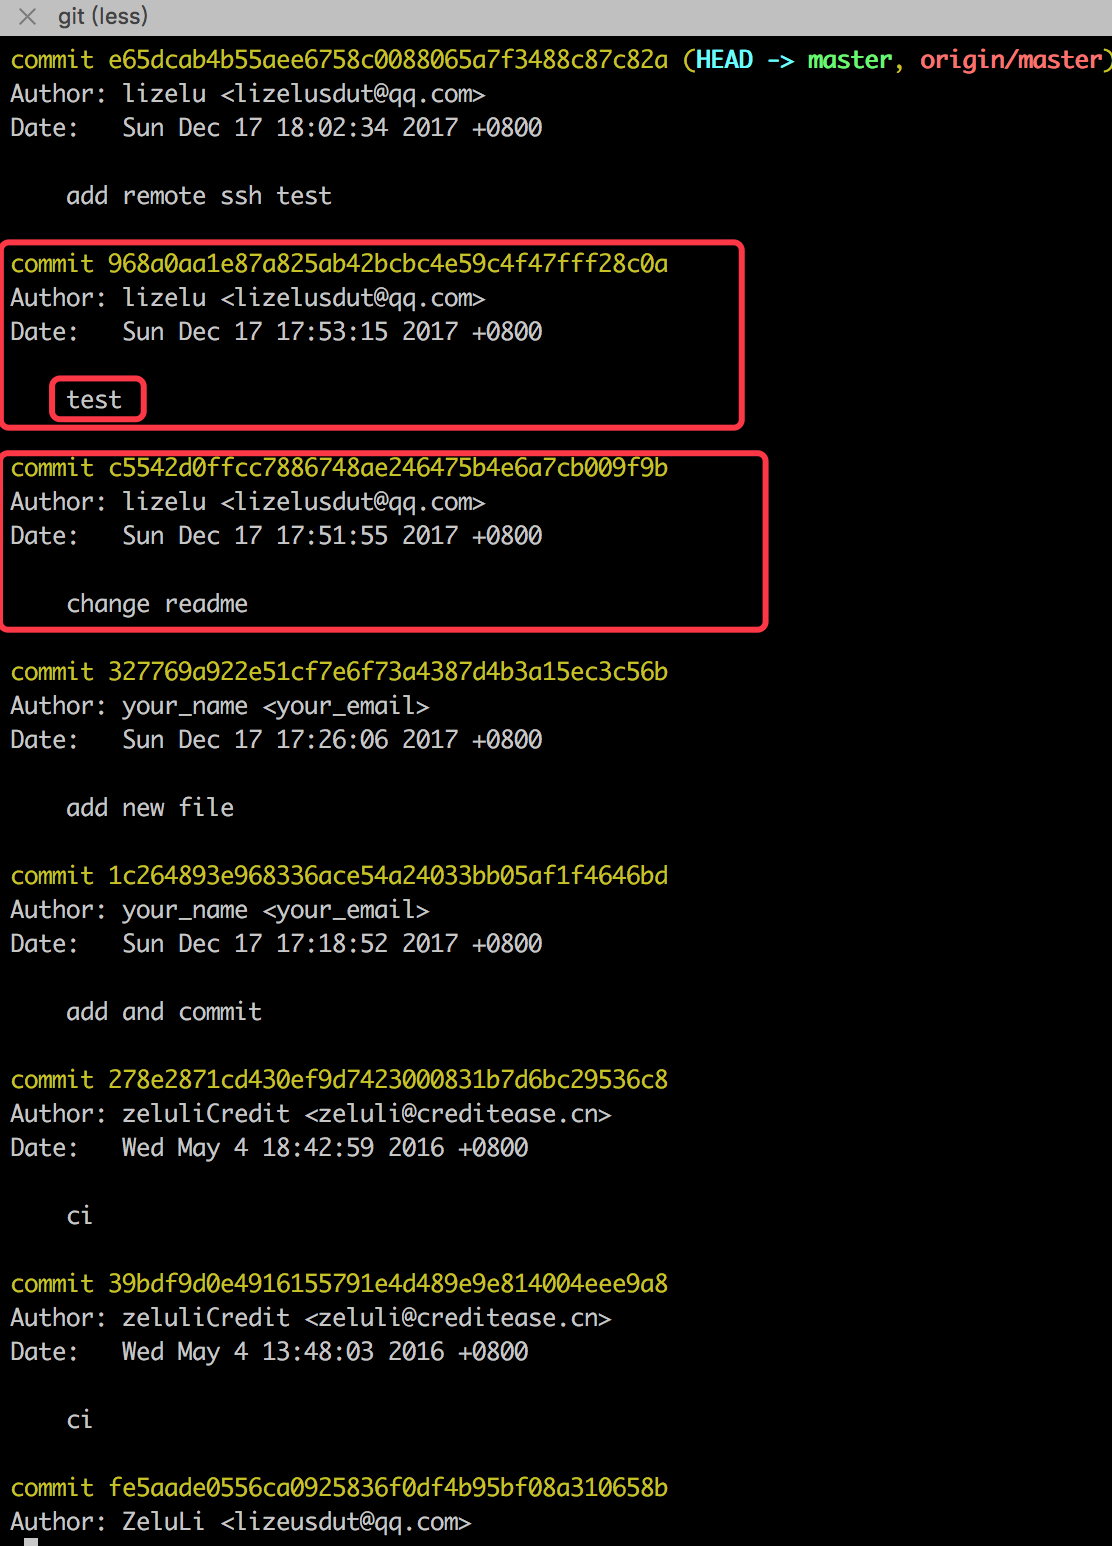 git (less)
commit e65dcab4b55aee6758c0088065a7f3488c87c82a (HEAD -> master, origin/master)
Author: lizelu <lizelusdut@qq.com>
Date:   Sun Dec 17 18:02:34 2017 +0800
add remote ssh test
commit 968a0aa1e87a825ab42bcbc4e59c4f47fff28c0a
Author: lizelu <lizelusdut@qq.com>
Date:   Sun Dec 17 17:53:15 2017 +0800
test
commit c5542d0ffcc7886748ae246475b4e6a7cb009f9b
Author: lizelu <lizelusdut@qq.com>
Date:   Sun Dec 17 17:51:55 2017 +0800
change readme
commit 327769a922e51cf7e6f73a4387d4b3a15ec3c56b
Author: your_name <your_email>
Date:   Sun Dec 17 17:26:06 2017 +0800
add new file
commit 1c264893e968336ace54a24033bb05af1f4646bd
Author: your_name <your_email>
Date:   Sun Dec 17 17:18:52 2017 +0800
add and commit
commit 278e2871cd430ef9d7423000831b7d6bc29536c8
Author: zeluliCredit <zeluli@creditease.cn>
Date:   Wed May 4 18:42:59 2016 +0800
ci
commit 39bdf9d0e4916155791e4d489e9e814004eee9a8
Author: zeluliCredit <zeluli@creditease.cn>
Date:   Wed May 4 13:48:03 2016 +0800
ci
commit fe5aade0556ca0925836f0df4b95bf08a310658b
Author: ZeluLi <lizeusdut@qq.com>